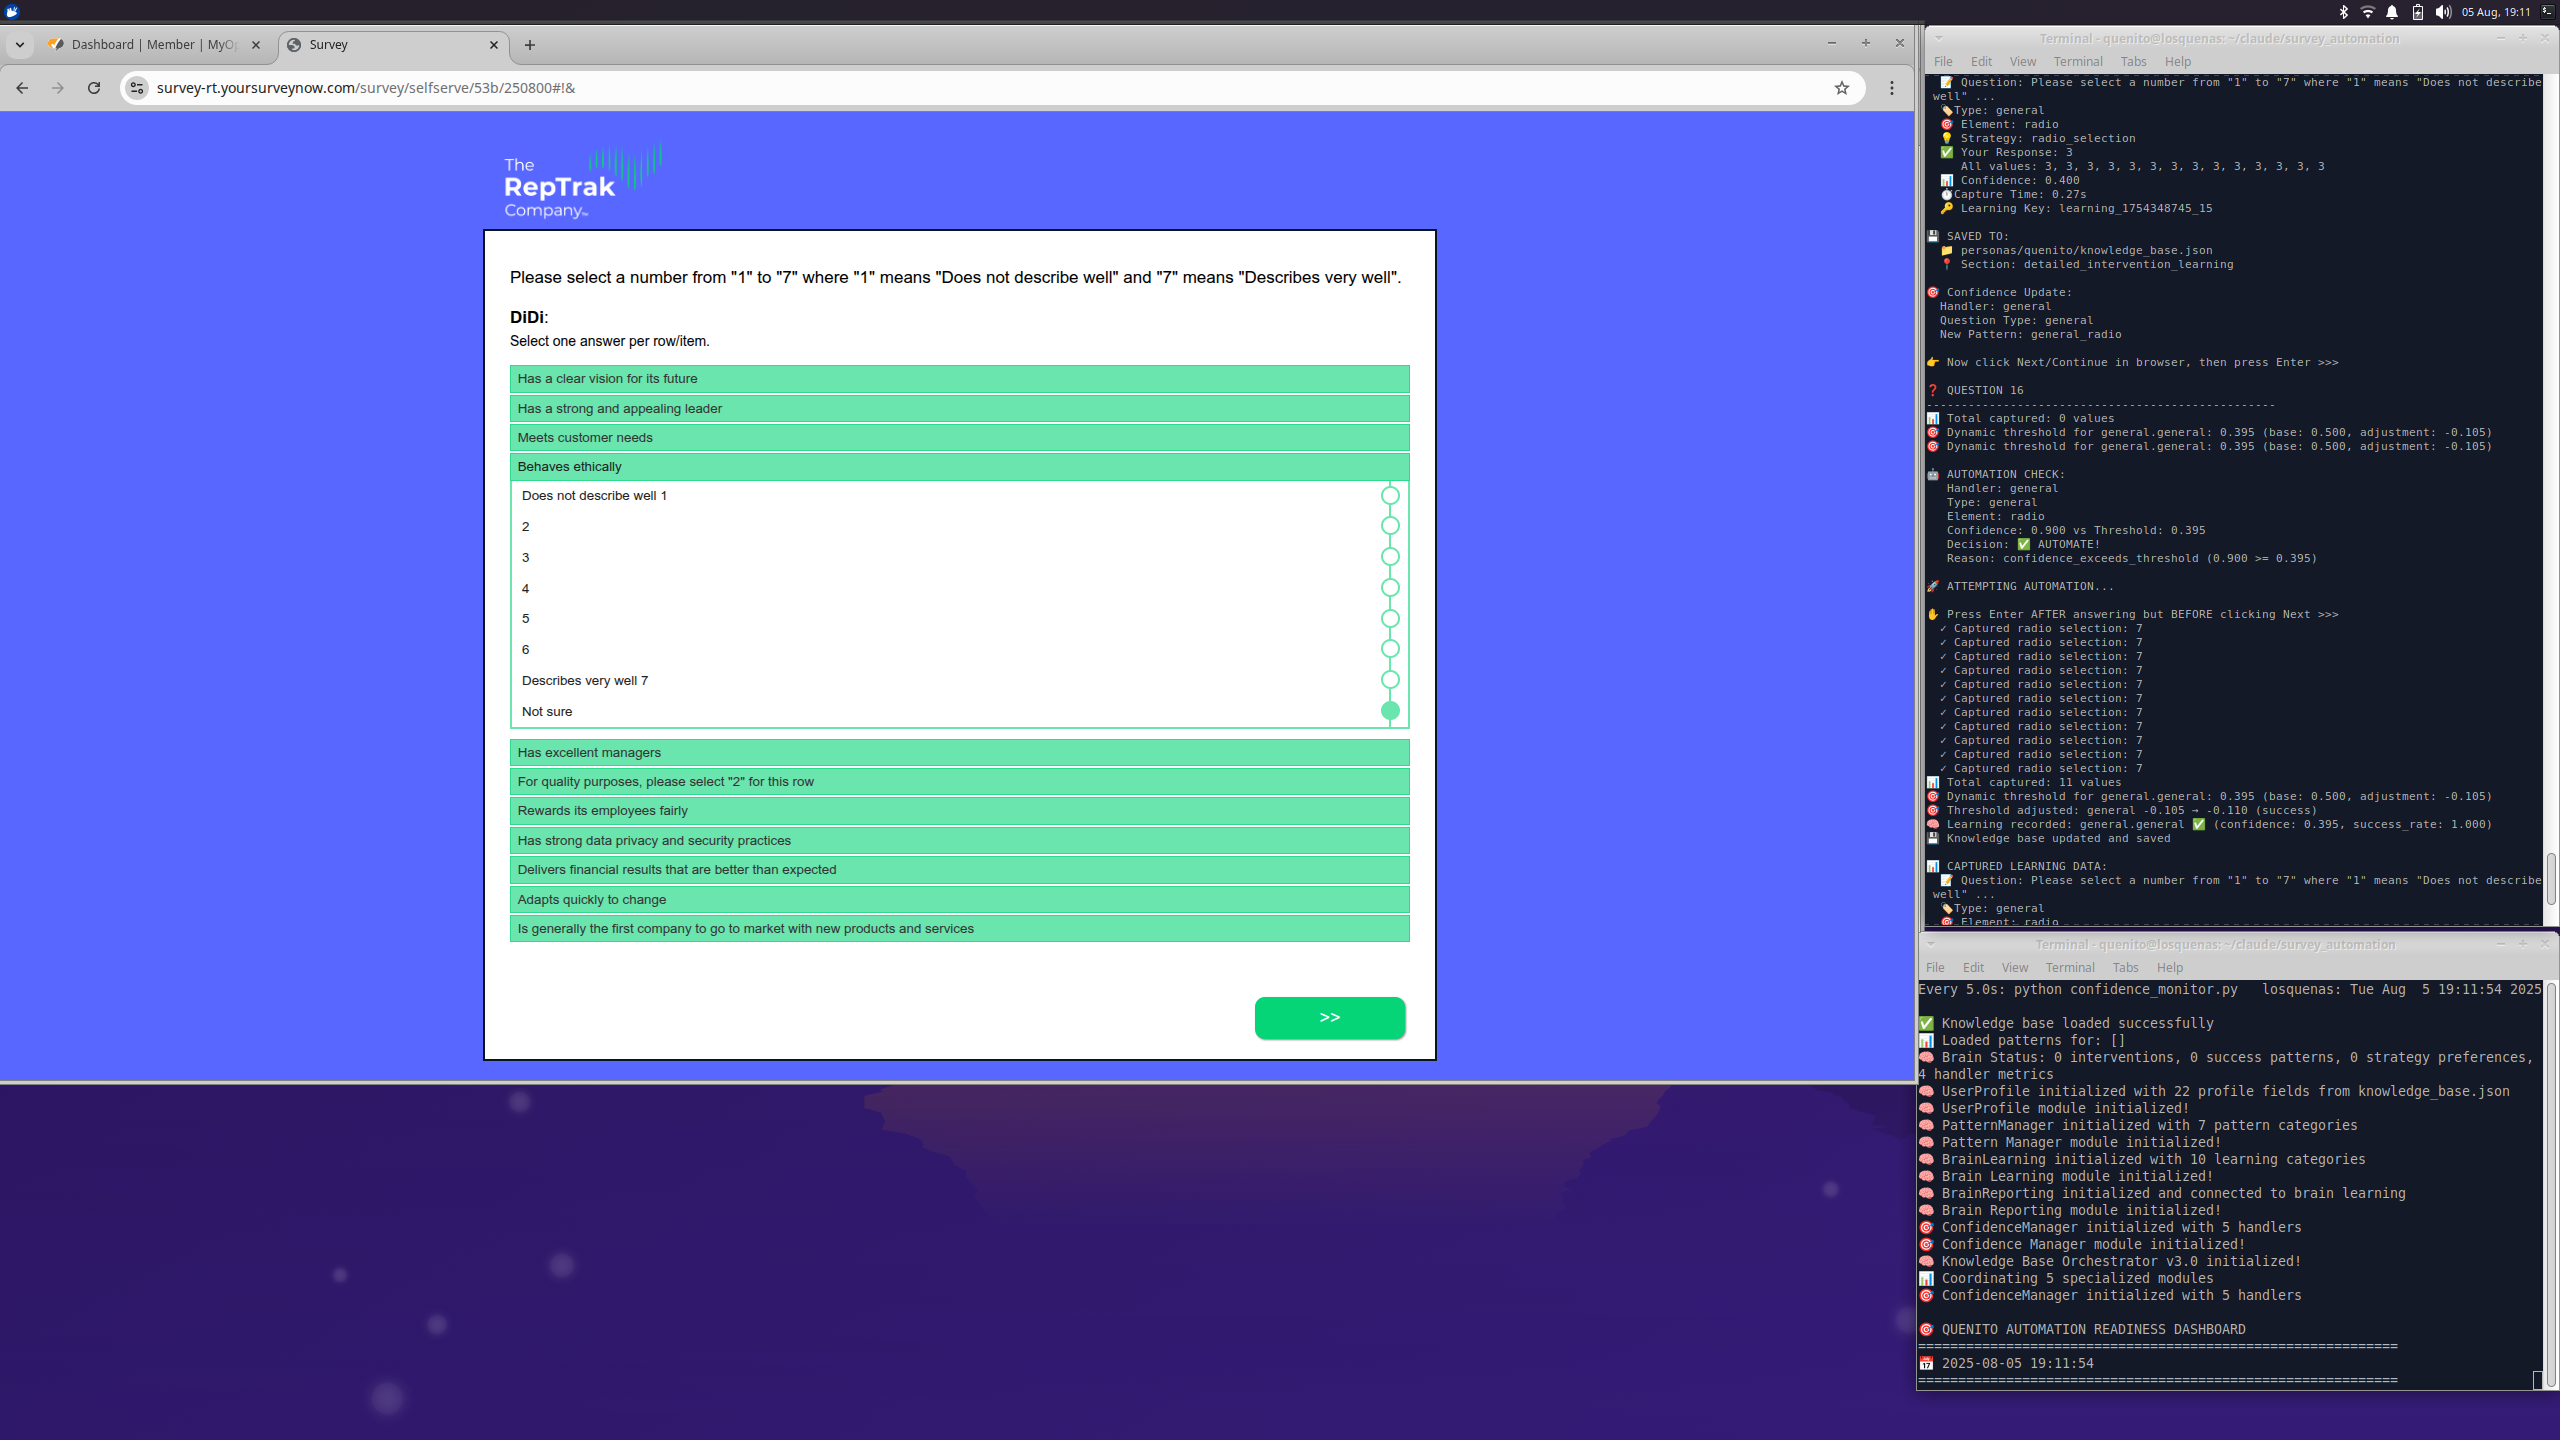 05 Aug, 19:11
Dashboard | Member | MyO
Survey
survey-rt.yoursurveynow.com/survey/selfserve/53b/250800#!&
The
RepTrak
Company™
Please select a number from "1" to "7" where "1" means "Does not describe well" and "7" means "Describes very well".
DiDi:
Select one answer per row/item.
Has a clear vision for its future
Has a strong and appealing leader
Meets customer needs
Behaves ethically
Does not describe well 1
2
3
4
5
6
Describes very well 7
Not sure
Has excellent managers
For quality purposes, please select "2" for this row
Rewards its employees fairly
Has strong data privacy and security practices
Delivers financial results that are better than expected
Adapts quickly to change
Is generally the first company to go to market with new products and services
>>
Terminal - quenito@losquenas: ~/claude/survey_automation
File Edit View Terminal Tabs Help
📝 Question: Please select a number from "1" to "7" where "1" means "Does not describe
well" ...
🏷️Type: general
🎯 Element: radio
💡 Strategy: radio_selection
✅ Your Response: 3
All values: 3, 3, 3, 3, 3, 3, 3, 3, 3, 3, 3, 3, 3, 3
📊 Confidence: 0.400
⏱️Capture Time: 0.27s
🔑 Learning Key: learning_1754348745_15
💾 SAVED TO:
📁 personas/quenito/knowledge_base.json
📍 Section: detailed_intervention_learning
🎯 Confidence Update:
Handler: general
Question Type: general
New Pattern: general_radio
👉 Now click Next/Continue in browser, then press Enter >>>
❓ QUESTION 16
--------------------------------------------------
📊 Total captured: 0 values
🎯 Dynamic threshold for general.general: 0.395 (base: 0.500, adjustment: -0.105)
🎯 Dynamic threshold for general.general: 0.395 (base: 0.500, adjustment: -0.105)
🤖 AUTOMATION CHECK:
Handler: general
Type: general
Element: radio
Confidence: 0.900 vs Threshold: 0.395
Decision: ✅ AUTOMATE!
Reason: confidence_exceeds_threshold (0.900 >= 0.395)
🚀 ATTEMPTING AUTOMATION...
✋ Press Enter AFTER answering but BEFORE clicking Next >>>
✓ Captured radio selection: 7
✓ Captured radio selection: 7
✓ Captured radio selection: 7
✓ Captured radio selection: 7
✓ Captured radio selection: 7
✓ Captured radio selection: 7
✓ Captured radio selection: 7
✓ Captured radio selection: 7
✓ Captured radio selection: 7
✓ Captured radio selection: 7
✓ Captured radio selection: 7
📊 Total captured: 11 values
🎯 Dynamic threshold for general.general: 0.395 (base: 0.500, adjustment: -0.105)
🎯 Threshold adjusted: general -0.105 → -0.110 (success)
🧠 Learning recorded: general.general ✅ (confidence: 0.395, success_rate: 1.000)
💾 Knowledge base updated and saved
📊 CAPTURED LEARNING DATA:
📝 Question: Please select a number from "1" to "7" where "1" means "Does not describe
well" ...
🏷️Type: general
🎯 Element: radio
Terminal - quenito@losquenas: ~/claude/survey_automation
File Edit View Terminal Tabs Help
Every 5.0s: python confidence_monitor.py losquenas: Tue Aug 5 19:11:54 2025
✅ Knowledge base loaded successfully
📊 Loaded patterns for: []
🧠 Brain Status: 0 interventions, 0 success patterns, 0 strategy preferences,
4 handler metrics
🧠 UserProfile initialized with 22 profile fields from knowledge_base.json
🧠 UserProfile module initialized!
🧠 PatternManager initialized with 7 pattern categories
🧠 Pattern Manager module initialized!
🧠 BrainLearning initialized with 10 learning categories
🧠 Brain Learning module initialized!
🧠 BrainReporting initialized and connected to brain learning
🧠 Brain Reporting module initialized!
🎯 ConfidenceManager initialized with 5 handlers
🎯 Confidence Manager module initialized!
🧠 Knowledge Base Orchestrator v3.0 initialized!
📊 Coordinating 5 specialized modules
🎯 ConfidenceManager initialized with 5 handlers
🎯 QUENITO AUTOMATION READINESS DASHBOARD
============================================================
📅 2025-08-05 19:11:54
============================================================